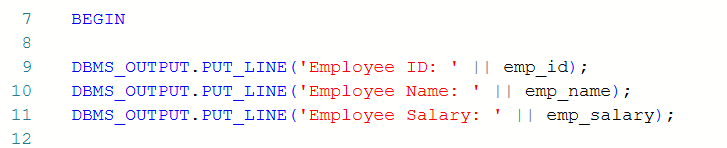 7 BEGIN
8
9 DBMS_OUTPUT.PUT_LINE('Employee ID: ' || emp_id);
10 DBMS_OUTPUT.PUT_LINE('Employee Name: ' || emp_name);
11 DBMS_OUTPUT.PUT_LINE('Employee Salary: ' || emp_salary);
12